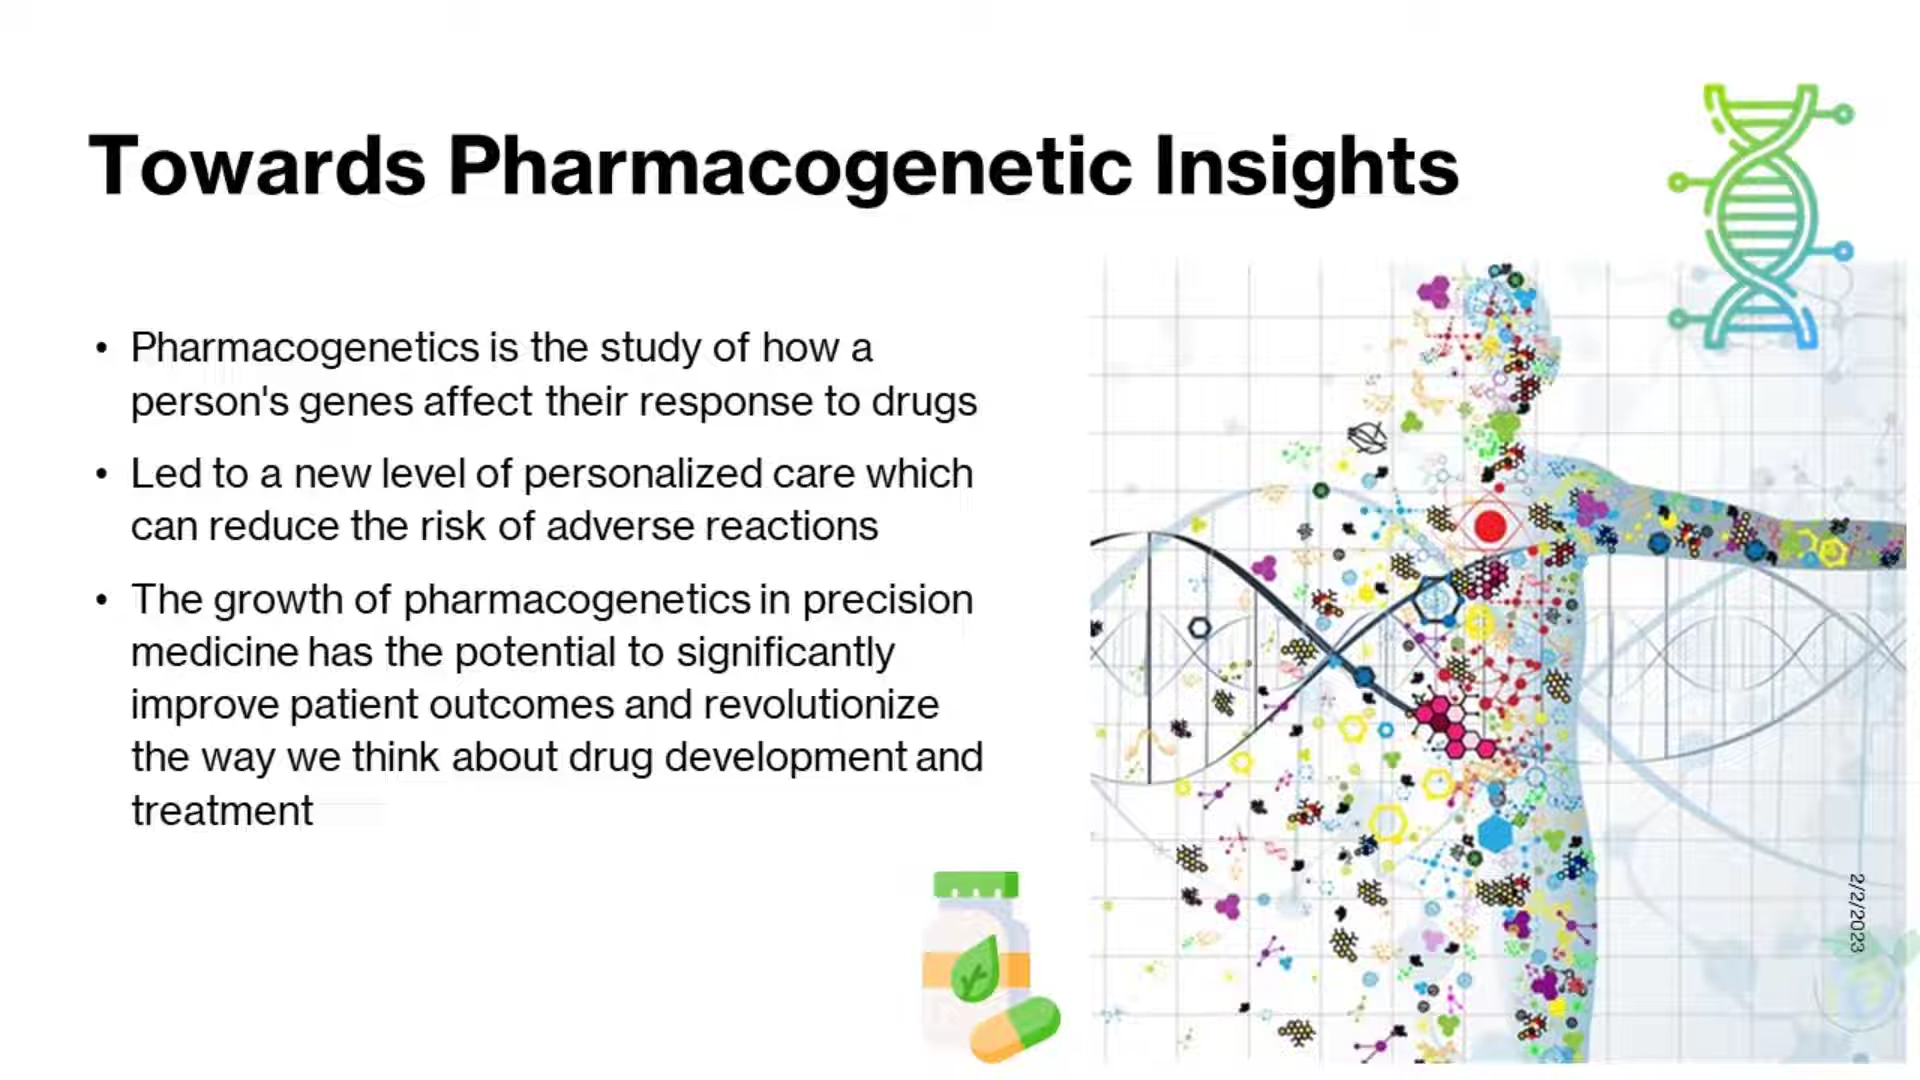 Towards Pharmacogenetic Insights
• Pharmacogenetics is the study of how a
person's genes affect their response to drugs
• Led to a new level of personalized care which
can reduce the risk of adverse reactions
• The growth of pharmacogenetics in precision
medicine has the potential to significantly
improve patient outcomes and revolutionize
the way we think about drug development and
treatment
2/2/2023